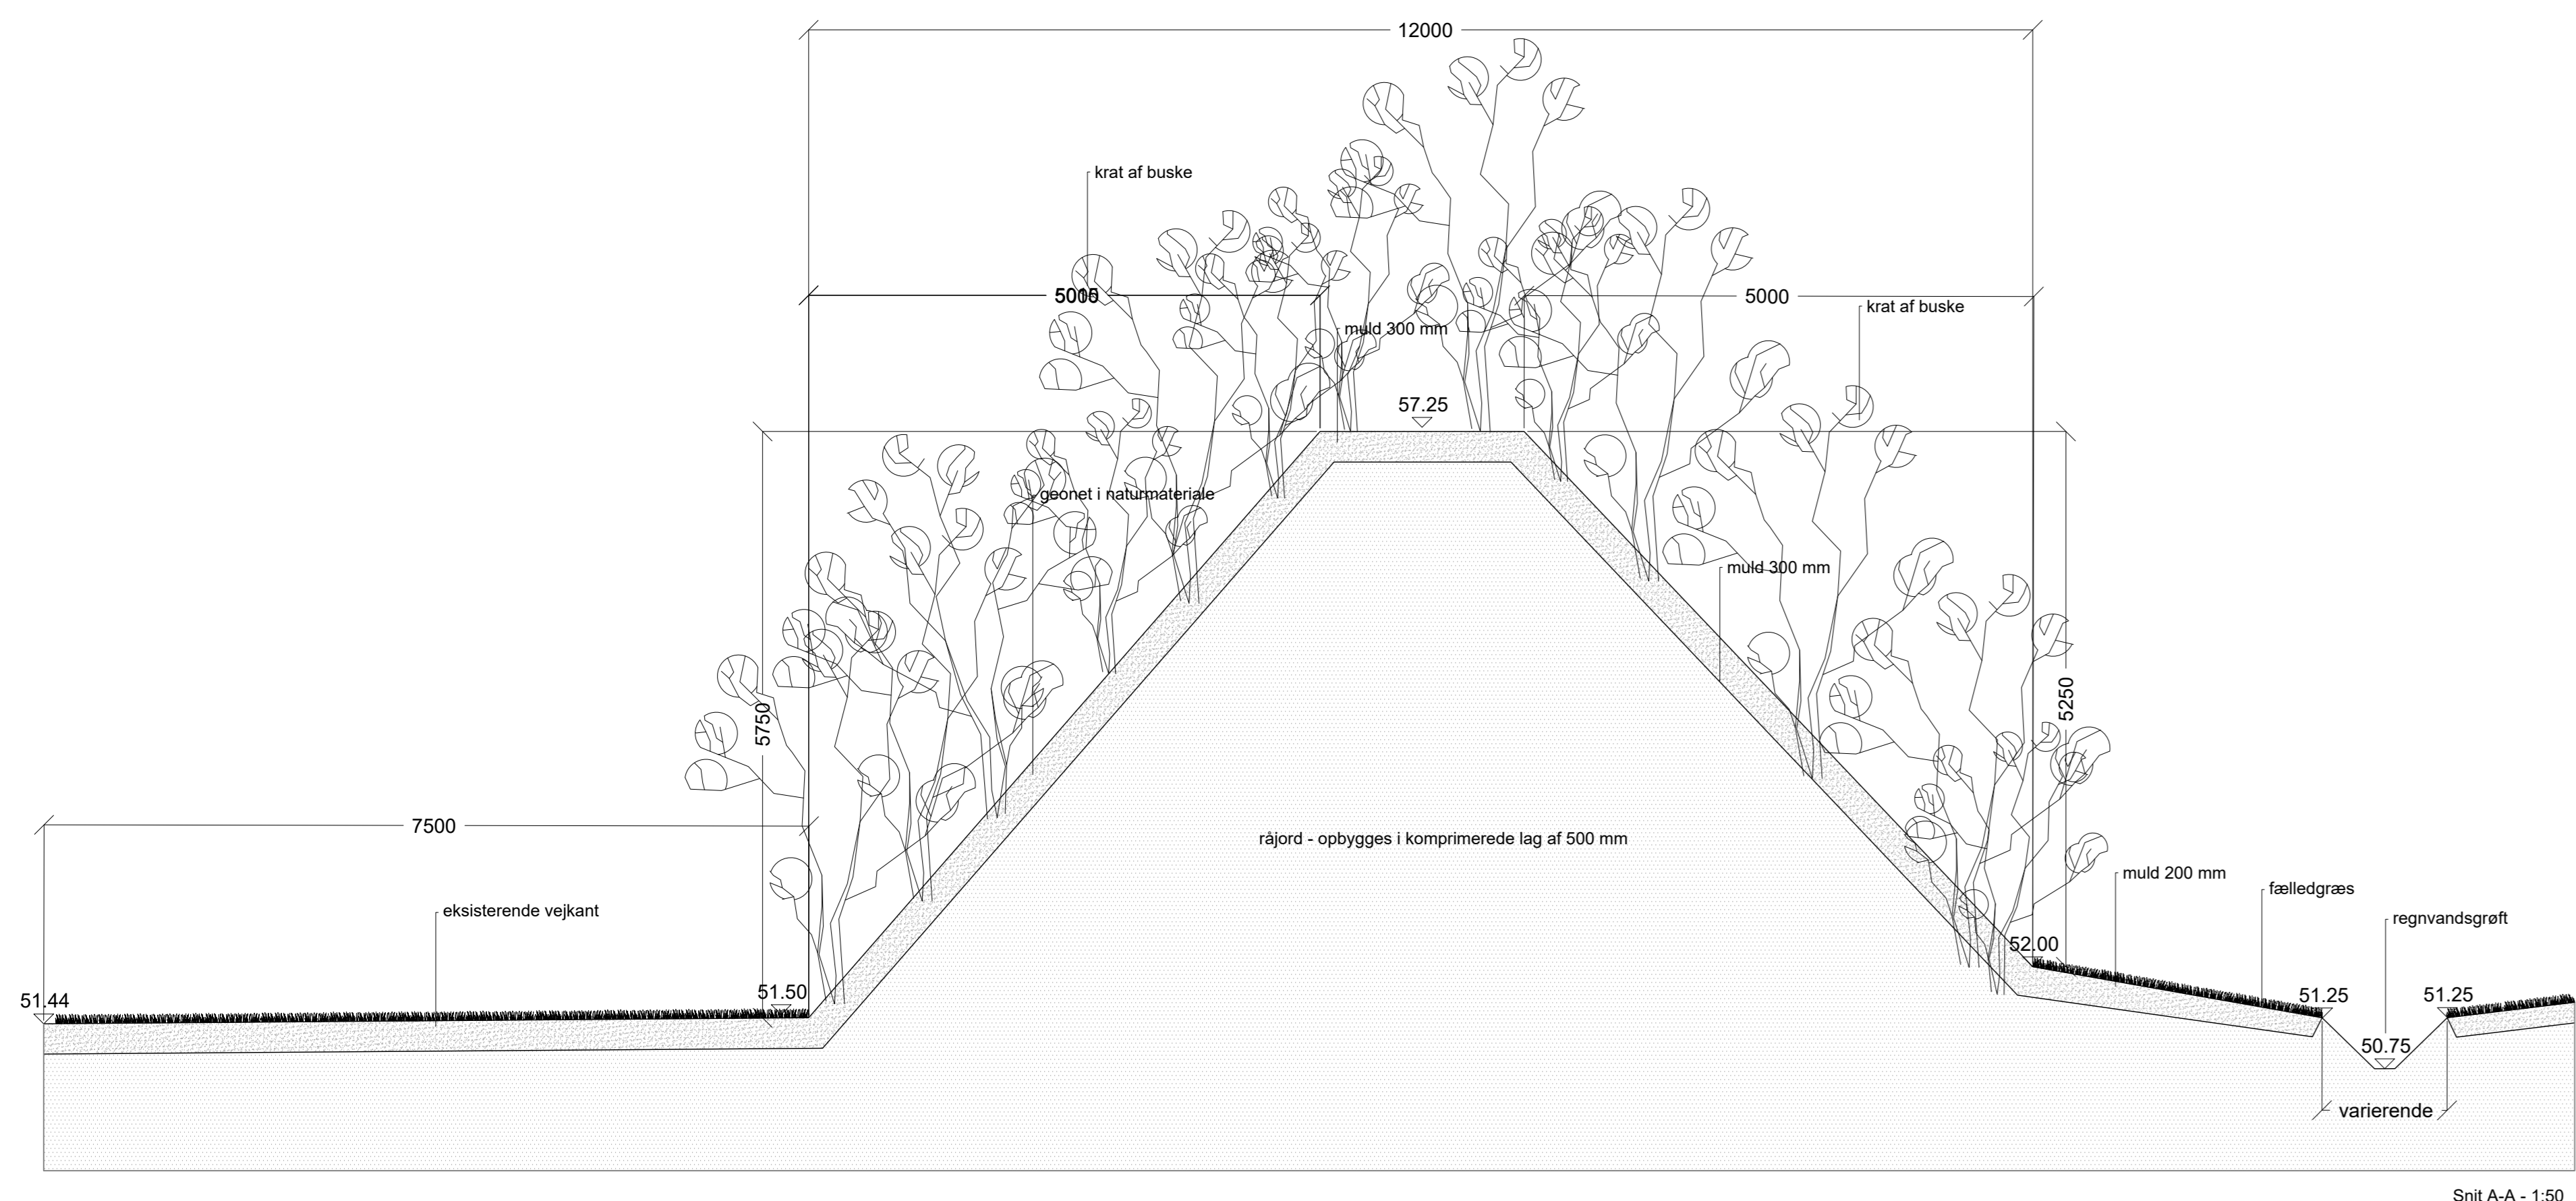 12000
krat af buske
5000
krat af buske
muld 300 mm
57.25
geonet i naturmateriale
muld 300 mm
5750
5250
7500
råjord - opbygges i komprimerede lag af 500 mm
muld 200 mm
fælledgræs
eksisterende vejkant
regnvandsgrøft
52.00
51.44
51.50
51.25
51.25
50.75
varierende
Snit A-A - 1:50